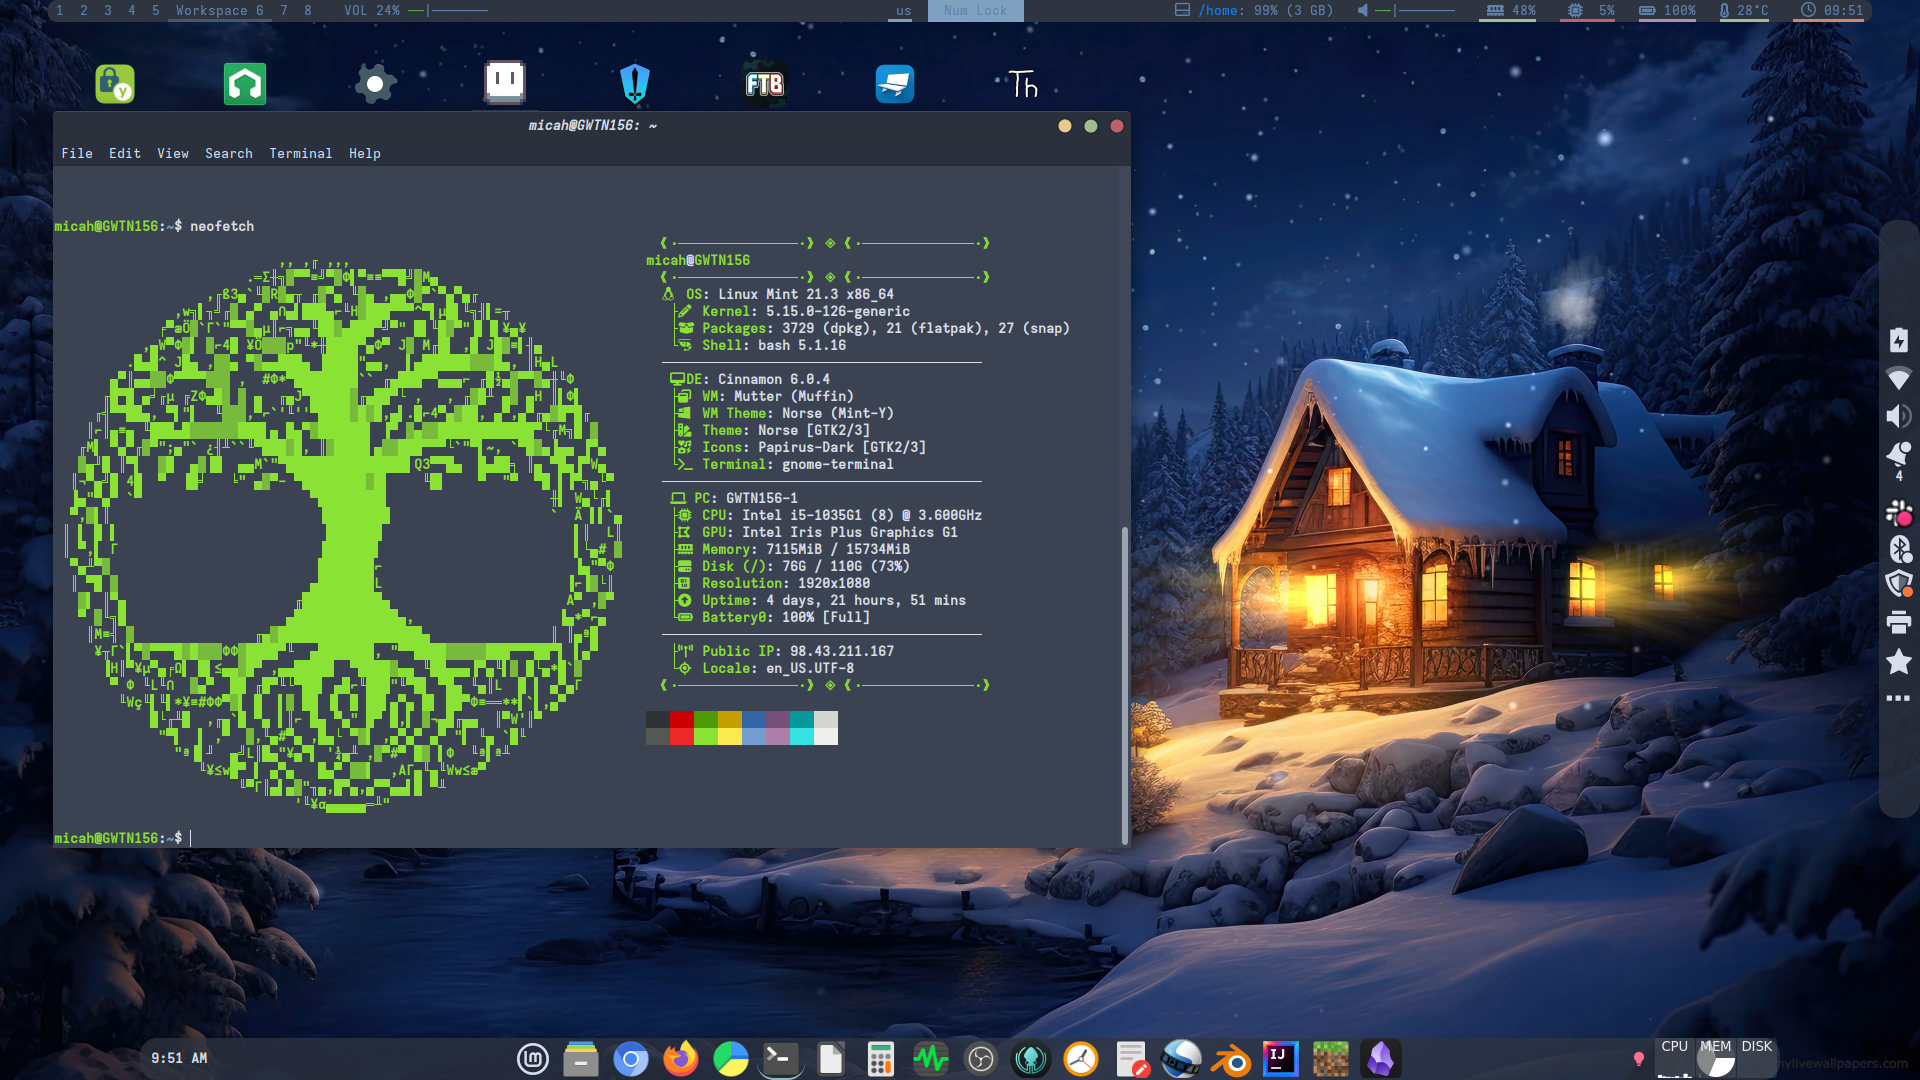 1 2 3 4 5 Workspace 6 7 8 VOL 24% us Num Lock /home: 99% (3 GB) 48% 5% 100% 28°C 09:51
y FTB Th
micah@GWTN156: ~
File Edit View Search Terminal Help
micah@GWTN156:~$ neofetch
micah@GWTN156
OS: Linux Mint 21.3 x86_64
Kernel: 5.15.0-126-generic
Packages: 3729 (dpkg), 21 (flatpak), 27 (snap)
Shell: bash 5.1.16
DE: Cinnamon 6.0.4
WM: Mutter (Muffin)
WM Theme: Norse (Mint-Y)
Theme: Norse [GTK2/3]
Icons: Papirus-Dark [GTK2/3]
Terminal: gnome-terminal
PC: GWTN156-1
CPU: Intel i5-1035G1 (8) @ 3.600GHz
GPU: Intel Iris Plus Graphics G1
Memory: 7115MiB / 15734MiB
Disk (/): 76G / 110G (73%)
Resolution: 1920x1080
Uptime: 4 days, 21 hours, 51 mins
Battery0: 100% [Full]
Public IP: 98.43.211.167
Locale: en_US.UTF-8
micah@GWTN156:~$
4
9:51 AM
IJ
CPU MEM DISK
mylivewallpapers.com